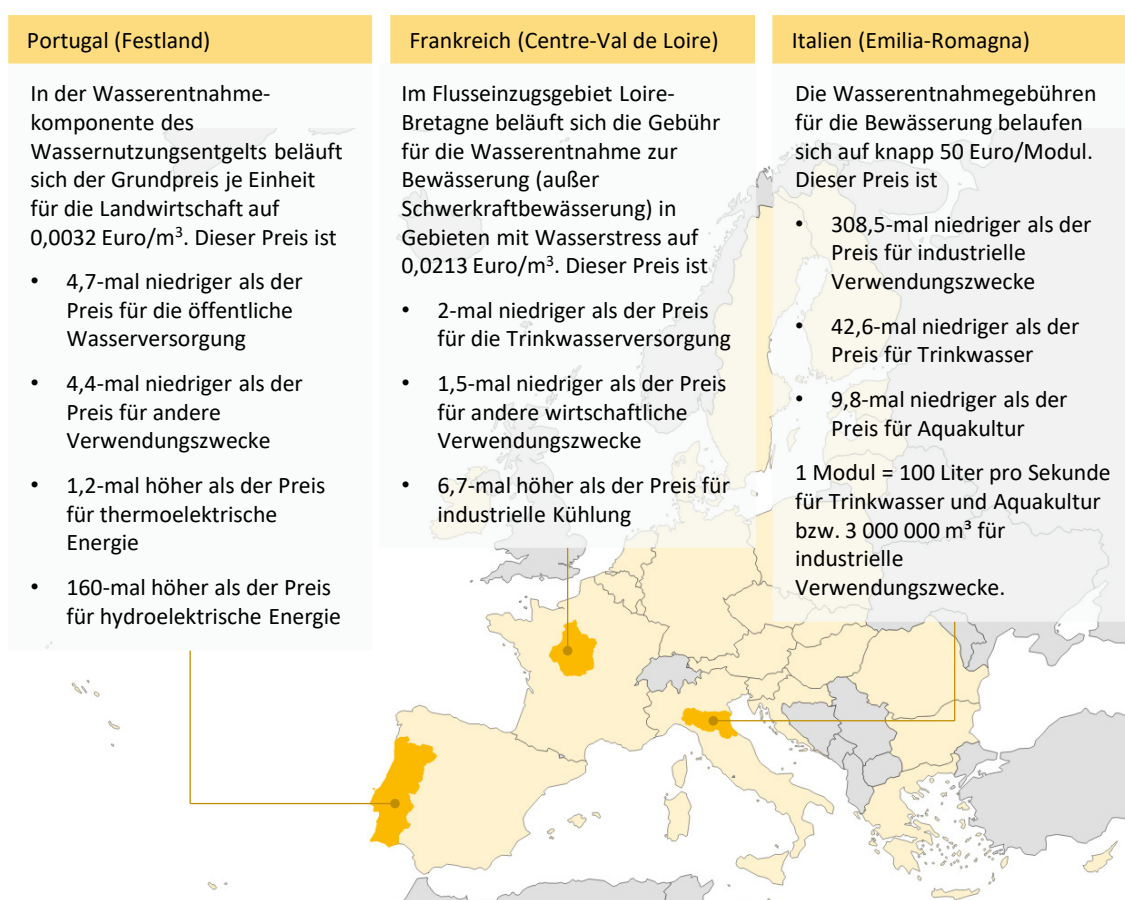 Portugal (Festland)
In der Wasserentnahme-
komponente des
Wassernutzungsentgelts beläuft
sich der Grundpreis je Einheit
für die Landwirtschaft auf
0,0032 Euro/m³. Dieser Preis ist
• 4,7-mal niedriger als der
Preis für die öffentliche
Wasserversorgung
• 4,4-mal niedriger als der
Preis für andere
Verwendungszwecke
• 1,2-mal höher als der Preis
für thermoelektrische
Energie
• 160-mal höher als der Preis
für hydroelektrische Energie
Frankreich (Centre-Val de Loire)
Im Flusseinzugsgebiet Loire-
Bretagne beläuft sich die Gebühr
für die Wasserentnahme zur
Bewässerung (außer
Schwerkraftbewässerung) in
Gebieten mit Wasserstress auf
0,0213 Euro/m³. Dieser Preis ist
• 2-mal niedriger als der Preis
für die Trinkwasserversorgung
• 1,5-mal niedriger als der Preis
für andere wirtschaftliche
Verwendungszwecke
• 6,7-mal höher als der Preis für
industrielle Kühlung
Italien (Emilia-Romagna)
Die Wasserentnahmegebühren
für die Bewässerung belaufen
sich auf knapp 50 Euro/Modul.
Dieser Preis ist
• 308,5-mal niedriger als der
Preis für industrielle
Verwendungszwecke
• 42,6-mal niedriger als der
Preis für Trinkwasser
• 9,8-mal niedriger als der
Preis für Aquakultur
1 Modul = 100 Liter pro Sekunde
für Trinkwasser und Aquakultur
bzw. 3 000 000 m³ für
industrielle
Verwendungszwecke.